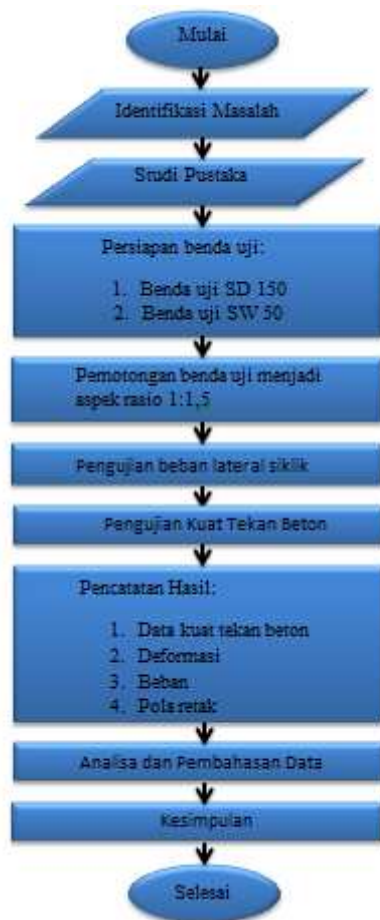 Mulai
Identifikasi Masalah
Studi Pustaka
Persiapan benda uji:
1. Benda uji SD 150
2. Benda uji SW 50
Pemotongan benda uji menjadi
aspek rasio 1:1,5
Pengujian beban lateral siklik
Pengujian Kuat Tekan Beton
Pencatatan Hasil:
1. Data kuat tekan beton
2. Deformasi
3. Beban
4. Pola retak
Analisa dan Pembahasan Data
Kesimpulan
Selesai